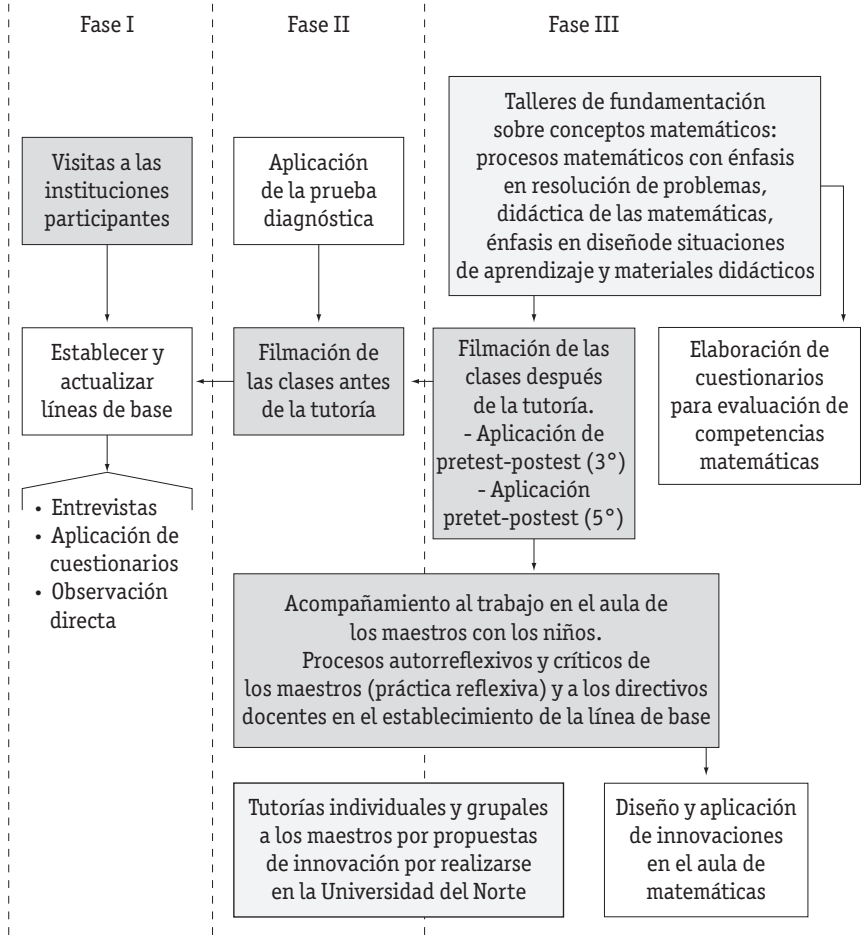 Fase I
Fase II
Fase III
Visitas a las
instituciones
participantes
Aplicación
de la prueba
diagnóstica
Talleres de fundamentación
sobre conceptos matemáticos:
procesos matemáticos con énfasis
en resolución de problemas,
didáctica de las matemáticas,
énfasis en diseñode situaciones
de aprendizaje y materiales didácticos
Establecer y
actualizar
líneas de base
Filmación de
las clases antes
de la tutoría
Filmación de las
clases después
de la tutoría.
- Aplicación de
pretest-postest (3°)
- Aplicación
pretet-postest (5°)
Elaboración de
cuestionarios
para evaluación de
competencias
matemáticas
• Entrevistas
• Aplicación de
cuestionarios
• Observación
directa
Acompañamiento al trabajo en el aula de
los maestros con los niños.
Procesos autorreflexivos y críticos de
los maestros (práctica reflexiva) y a los directivos
docentes en el establecimiento de la línea de base
Tutorías individuales y grupales
a los maestros por propuestas
de innovación por realizarse
en la Universidad del Norte
Diseño y aplicación
de innovaciones
en el aula de
matemáticas